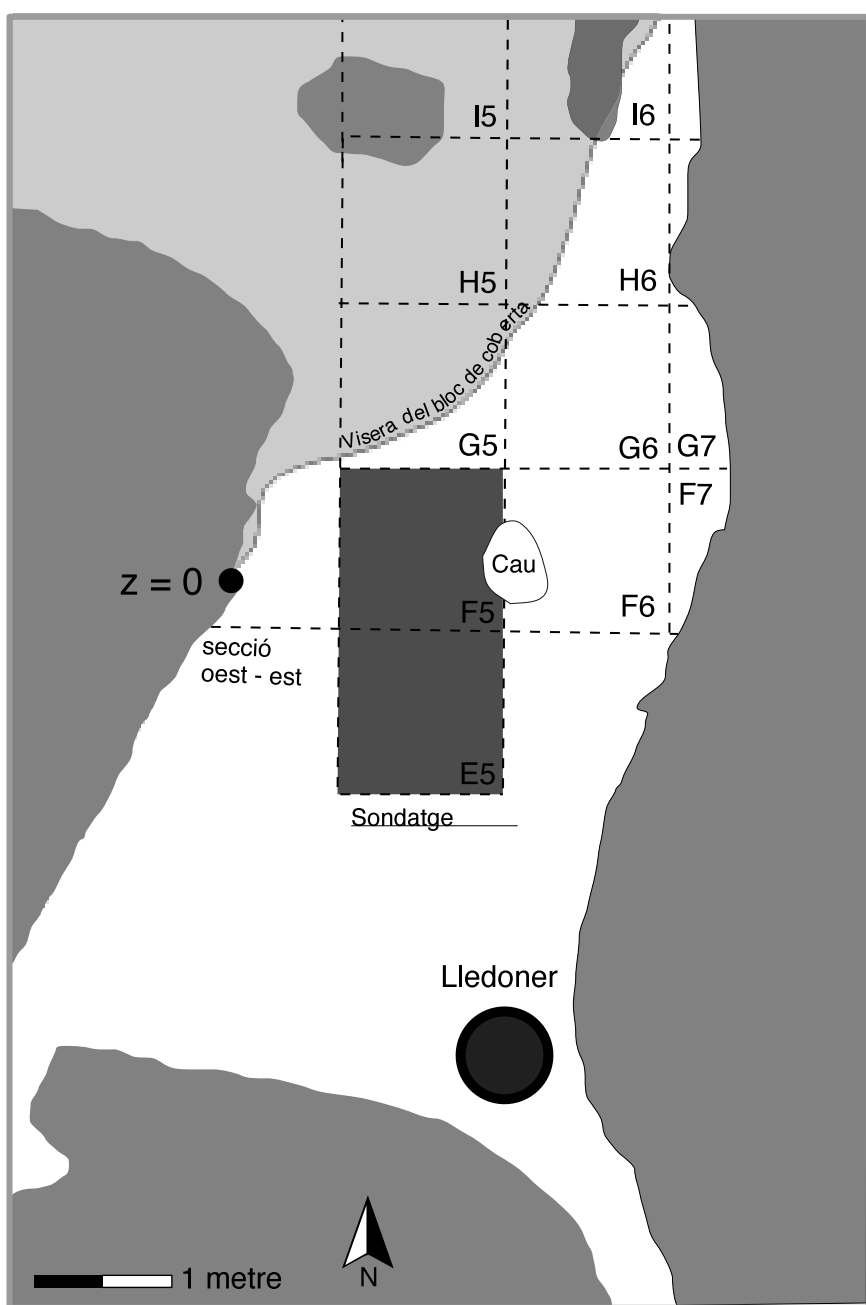 I5
I6
H5
H6
Visera del bloc de coberta
G5
G6
G7
F7
Cau
z = 0
F5
F6
secció
oest - est
E5
Sondatge
Lledoner
1 metre
N